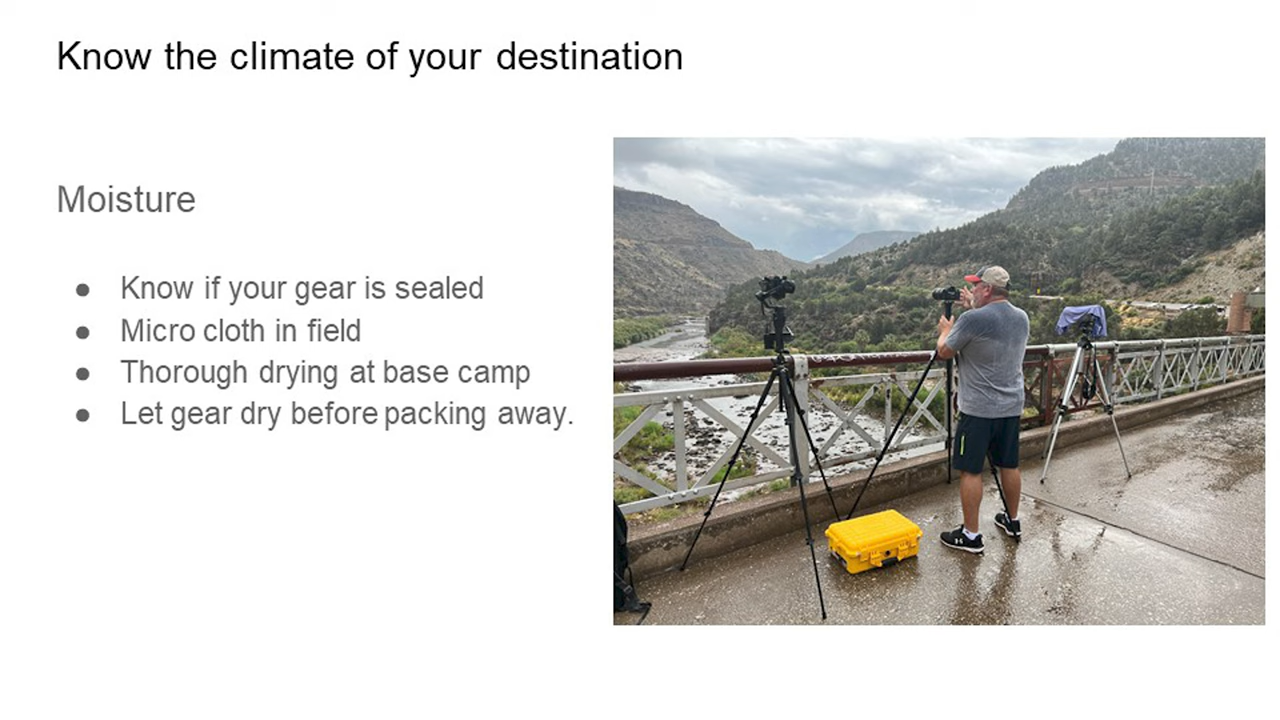 Know the climate of your destination
Moisture
● Know if your gear is sealed
● Micro cloth in field
● Thorough drying at base camp
● Let gear dry before packing away.